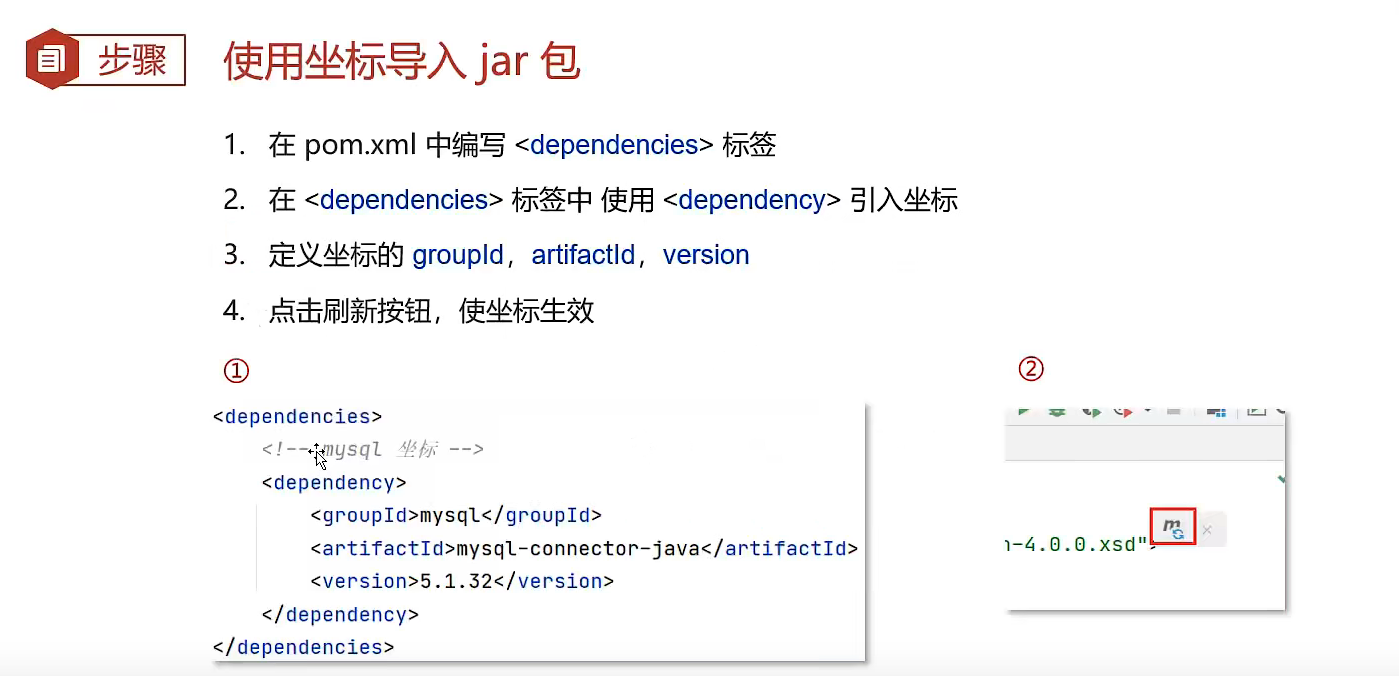 步骤
使用坐标导入 jar 包
1. 在 pom.xml 中编写 <dependencies> 标签
2. 在 <dependencies> 标签中 使用 <dependency> 引入坐标
3. 定义坐标的 groupId，artifactId，version
4. 点击刷新按钮，使坐标生效
①
<dependencies>
<!-- mysql 坐标 -->
<dependency>
<groupId>mysql</groupId>
<artifactId>mysql-connector-java</artifactId>
<version>5.1.32</version>
</dependency>
</dependencies>
②
m
-4.0.0.xsd">